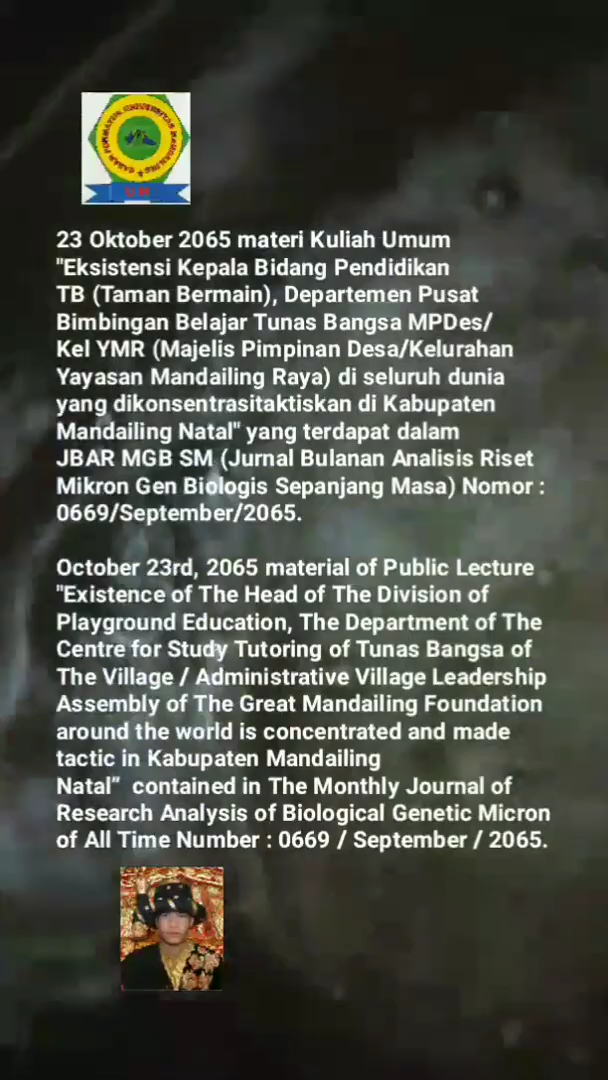 23 Oktober 2065 materi Kuliah Umum
"Eksistensi Kepala Bidang Pendidikan
TB (Taman Bermain), Departemen Pusat
Bimbingan Belajar Tunas Bangsa MPDes/
Kel YMR (Majelis Pimpinan Desa/Kelurahan
Yayasan Mandailing Raya) di seluruh dunia
yang dikonsentrasitaktiskan di Kabupaten
Mandailing Natal" yang terdapat dalam
JBAR MGB SM (Jurnal Bulanan Analisis Riset
Mikron Gen Biologis Sepanjang Masa) Nomor :
0669/September/2065.
October 23rd, 2065 material of Public Lecture
"Existence of The Head of The Division of
Playground Education, The Department of The
Centre for Study Tutoring of Tunas Bangsa of
The Village / Administrative Village Leadership
Assembly of The Great Mandailing Foundation
around the world is concentrated and made
tactic in Kabupaten Mandailing
Natal” contained in The Monthly Journal of
Research Analysis of Biological Genetic Micron
of All Time Number : 0669 / September / 2065.